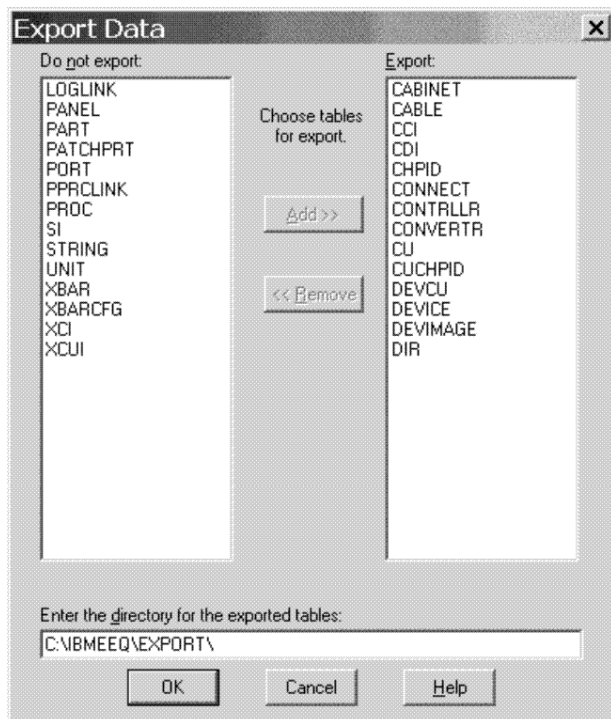 Export Data
Do not export:
LOGLINK
PANEL
PART
PATCHPRT
PORT
PPRCLINK
PROC
SI
STRING
UNIT
XBAR
XBARCFG
XCI
XCUI
Choose tables
for export.
Add >>
<< Remove
Export:
CABINET
CABLE
CCI
CDI
CHPID
CONNECT
CONTRLLR
CONVERTR
CU
CUCHPID
DEVCU
DEVICE
DEVIMAGE
DIR
Enter the directory for the exported tables:
C:\IBMEEQ\EXPORT\
OK Cancel Help